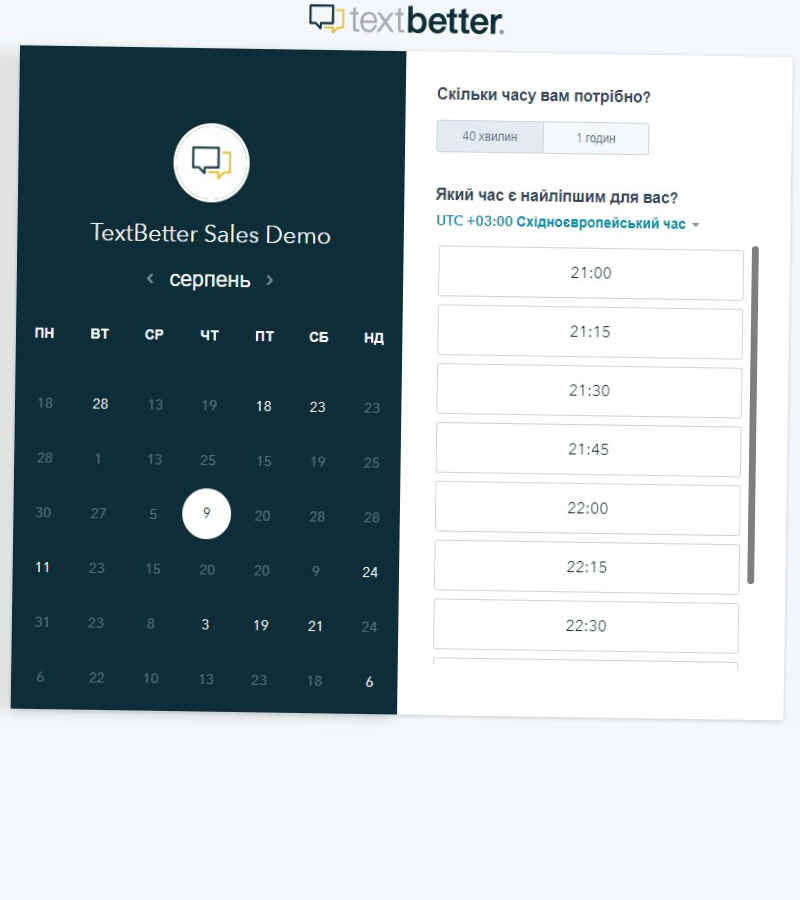 textbetter.
TextBetter Sales Demo
серпень
ПН ВТ СР ЧТ ПТ СБ НД
18 28 13 19 18 23 23
28 1 13 25 15 19 25
30 27 5 9 20 28 28
11 23 15 20 20 9 24
31 23 8 3 19 21 24
6 22 10 13 23 18 6
Скільки часу вам потрібно?
40 хвилин 1 годин
Який час є найліпшим для вас?
UTC +03:00 Східноєвропейський час
21:00
21:15
21:30
21:45
22:00
22:15
22:30